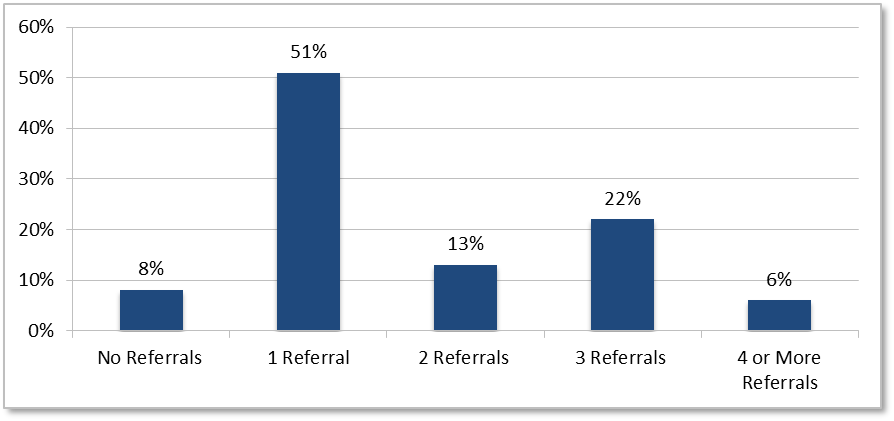 60%
51%
50%
40%
30%
22%
20%
13%
10%
8%
6%
0%
No Referrals
1 Referral
2 Referrals
3 Referrals
4 or More
Referrals